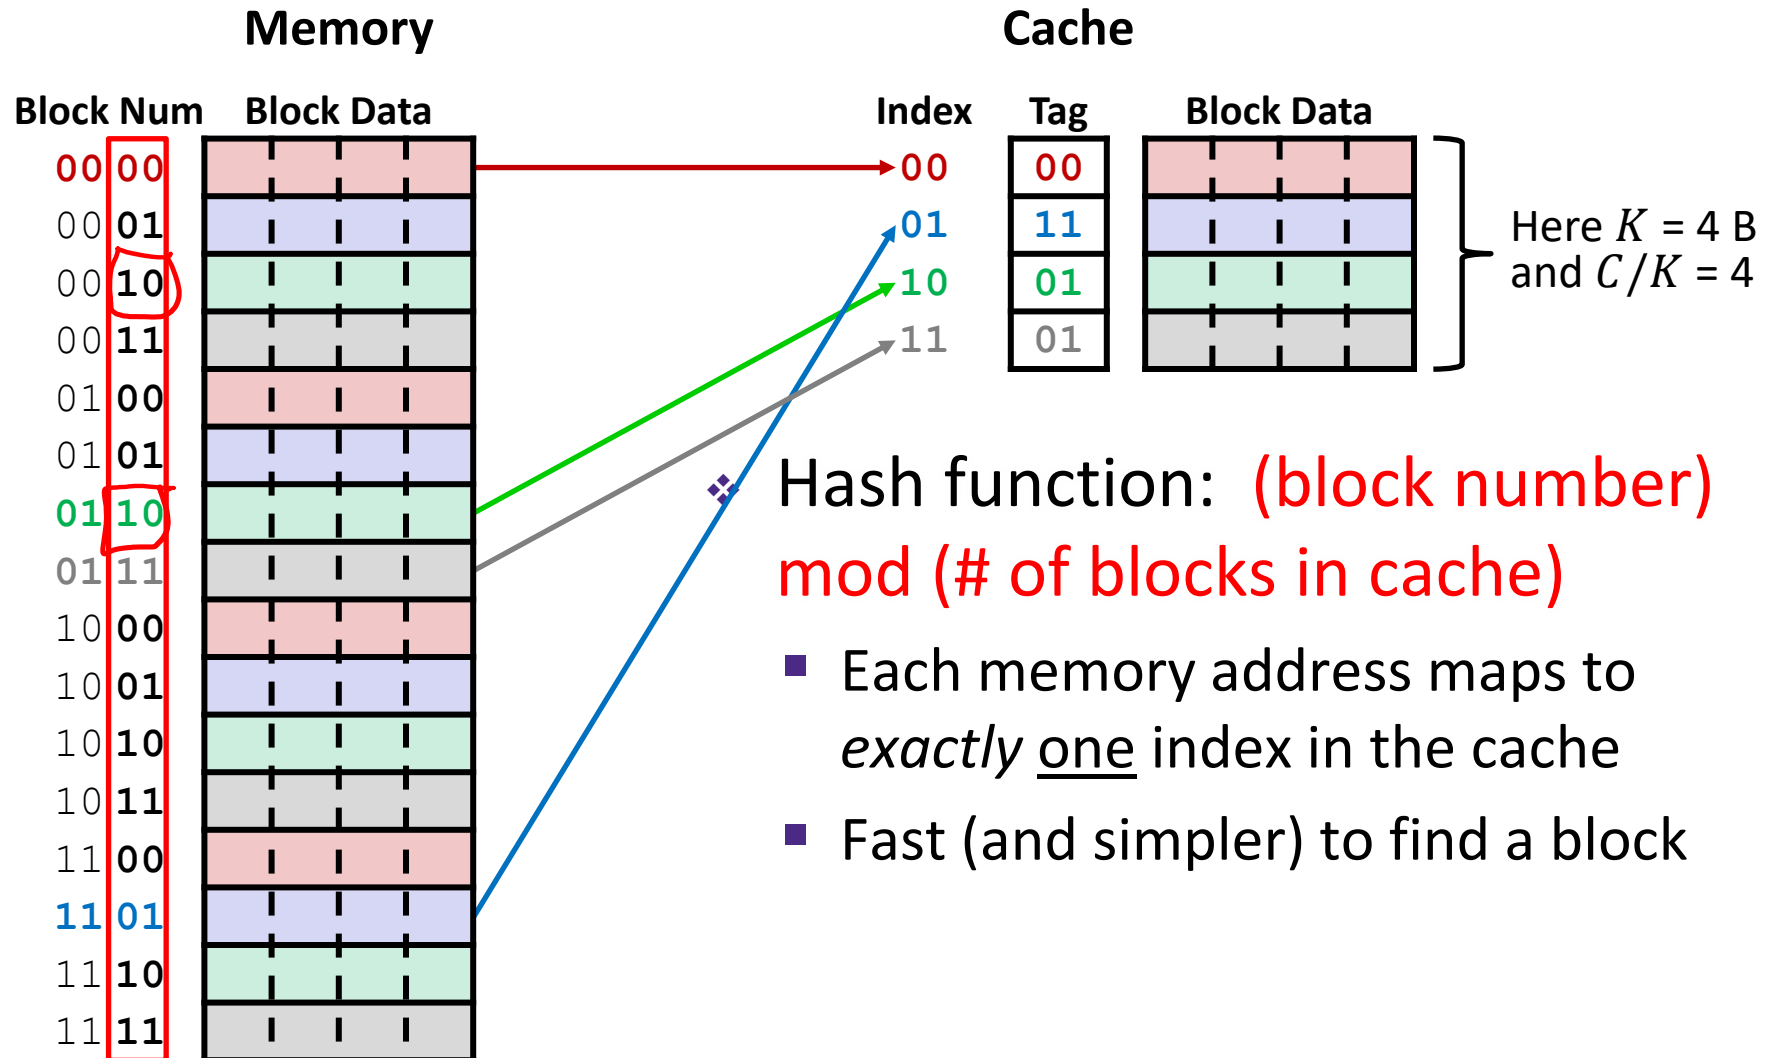 Memory
Cache
Block Num Block Data
Index Tag Block Data
00 00
00 01
00 10
00 11
01 00
01 01
01 10
01 11
10 00
10 01
10 10
10 11
11 00
11 01
11 10
11 11
00 00
01 11
10 01
11 01
Here K = 4 B
and C/K = 4
Hash function: (block number)
mod (# of blocks in cache)
Each memory address maps to
exactly one index in the cache
Fast (and simpler) to find a block